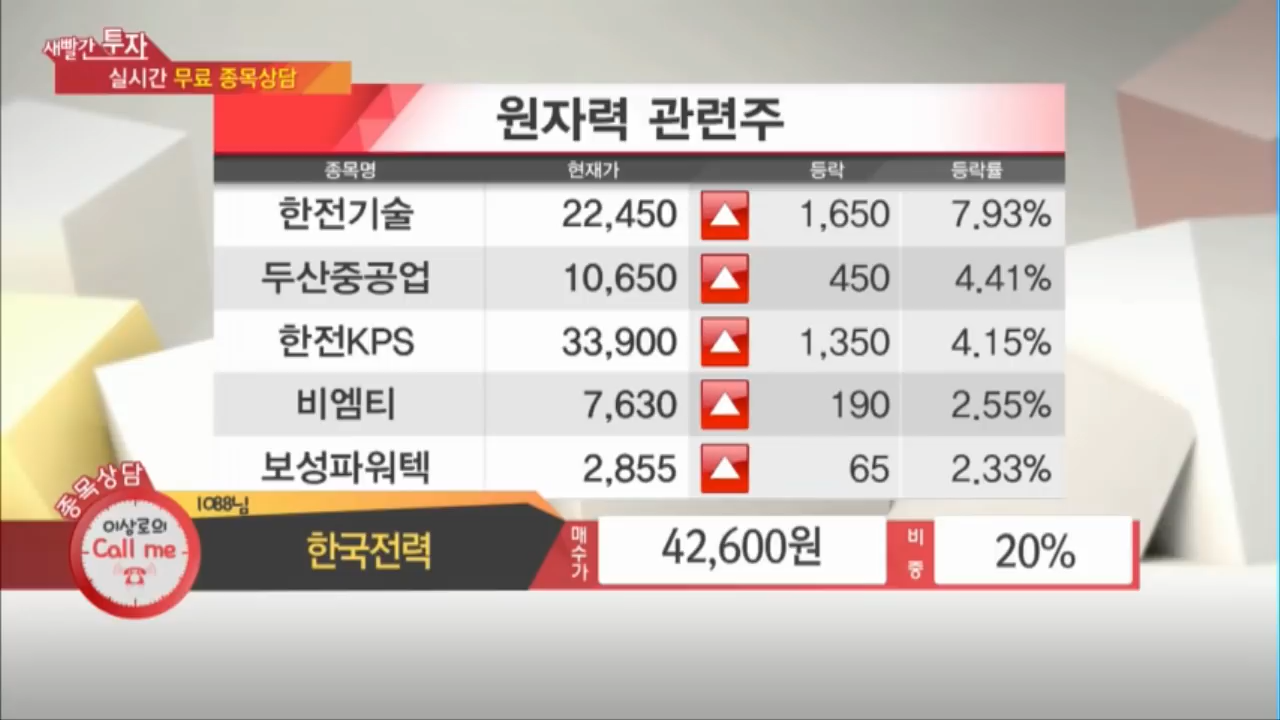 새빨간 투자
실시간 무료 종목상담
원자력 관련주
종목명 현재가 등락 등락률
한전기술 22,450 1,650 7.93%
두산중공업 10,650 450 4.41%
한전KPS 33,900 1,350 4.15%
비엠티 7,630 190 2.55%
보성파워텍 2,855 65 2.33%
종목상담
이상로의
Call me
1088님
한국전력 매수가 42,600원 비중 20%